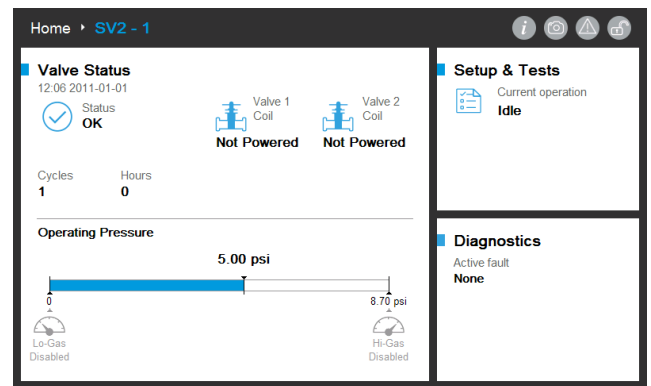 Home ‣ SV2 - 1
Valve Status
12:06 2011-01-01
Status
OK
Valve 1
Coil
Not Powered
Valve 2
Coil
Not Powered
Cycles
1
Hours
0
Operating Pressure
5.00 psi
0
8.70 psi
Lo-Gas
Disabled
Hi-Gas
Disabled
Setup & Tests
Current operation
Idle
Diagnostics
Active fault
None